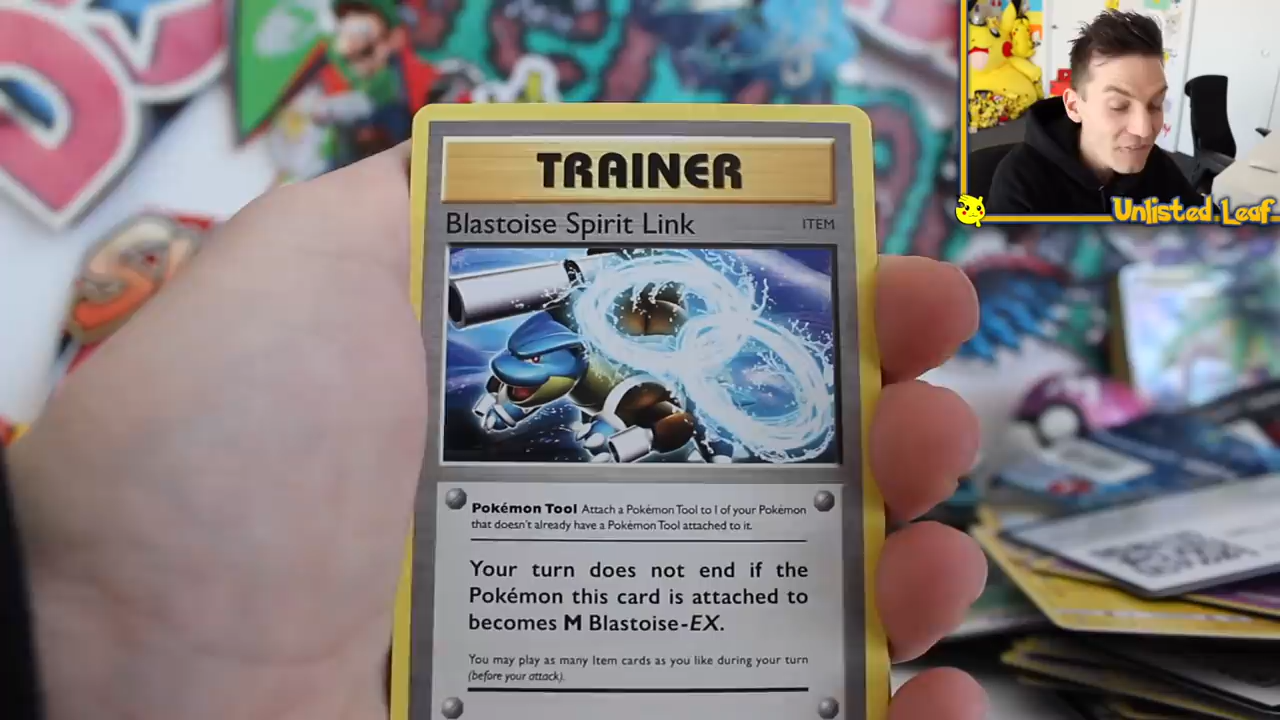 TRAINER
Blastoise Spirit Link
ITEM
Unlisted Leaf
Pokémon Tool Attach a Pokémon Tool to 1 of your Pokémon
that doesn't already have a Pokémon Tool attached to it.
Your turn does not end if the
Pokémon this card is attached to
becomes M Blastoise-EX.
You may play as many Item cards as you like during your turn
(before your attack).